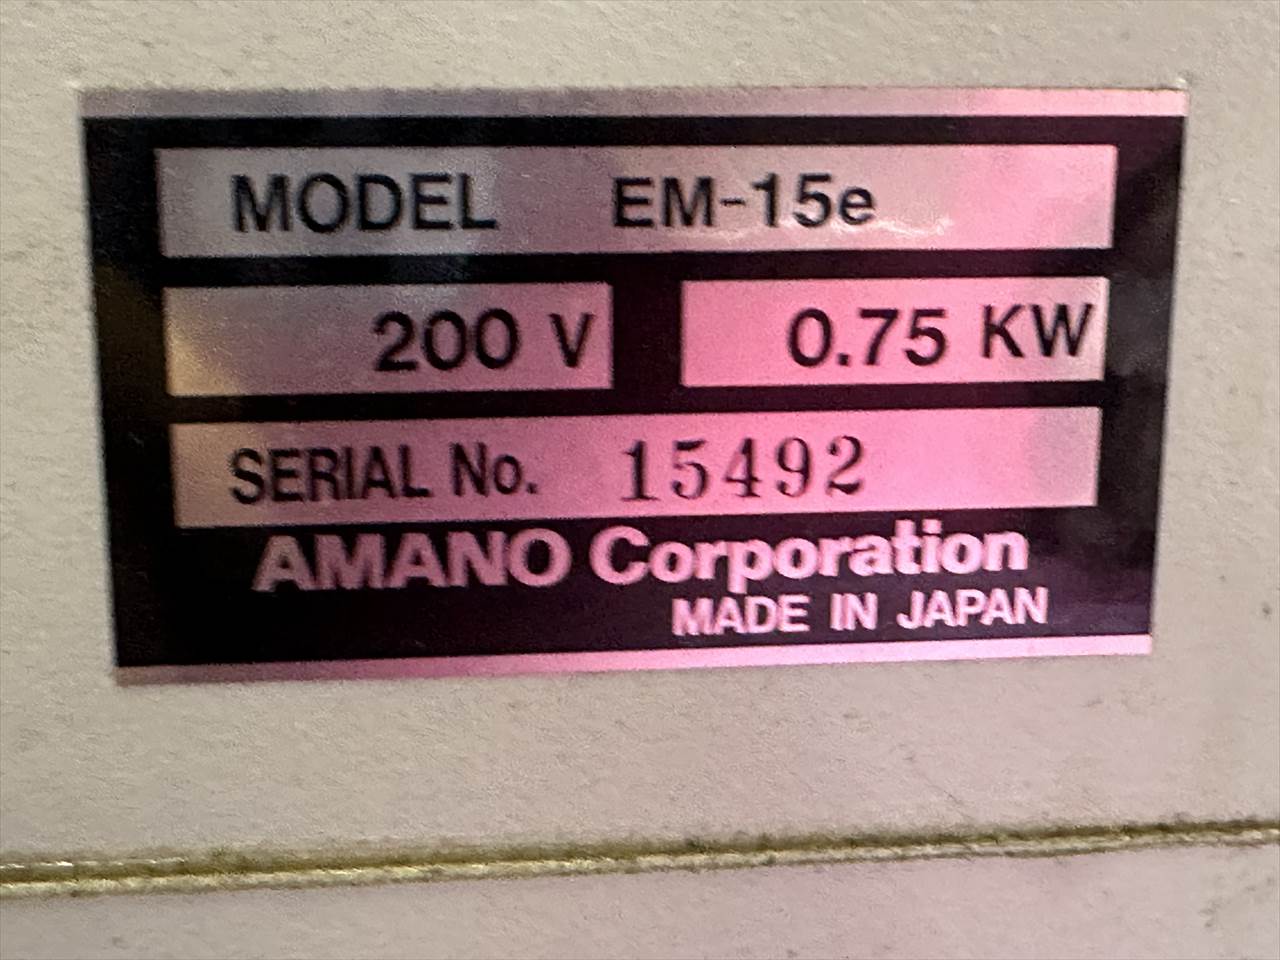 MODEL EM-15e
200 V 0.75 KW
SERIAL No. 15492
AMANO Corporation
MADE IN JAPAN